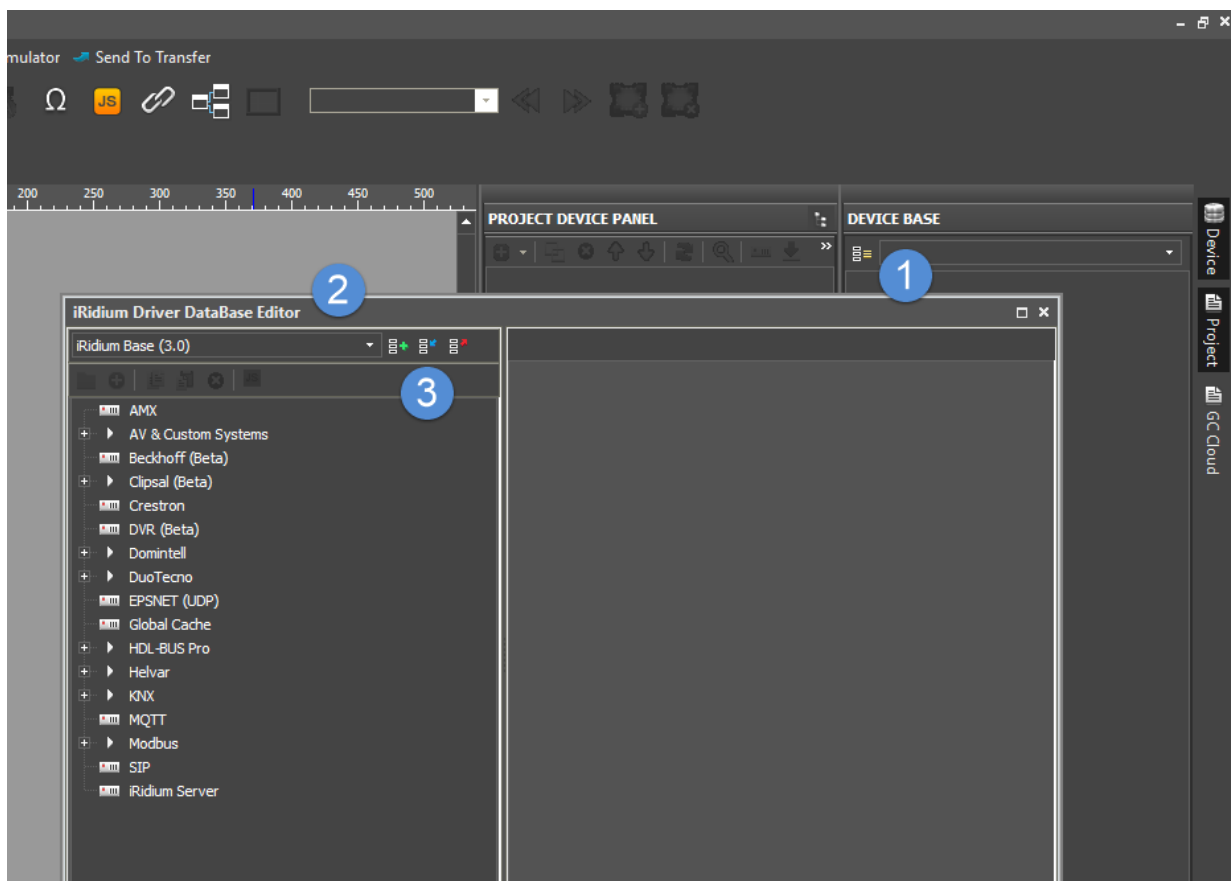 mulator Send To Transfer
Ω JS
200 250 300 350 400 450 500
PROJECT DEVICE PANEL
DEVICE BASE
»
1
2
iRidium Driver DataBase Editor
iRidium Base (3.0)
3
AMX
AV & Custom Systems
Beckhoff (Beta)
Clipsal (Beta)
Crestron
DVR (Beta)
Domintell
DuoTecno
EPSNET (UDP)
Global Cache
HDL-BUS Pro
Helvar
KNX
MQTT
Modbus
SIP
iRidium Server
Device
Project
GC Cloud